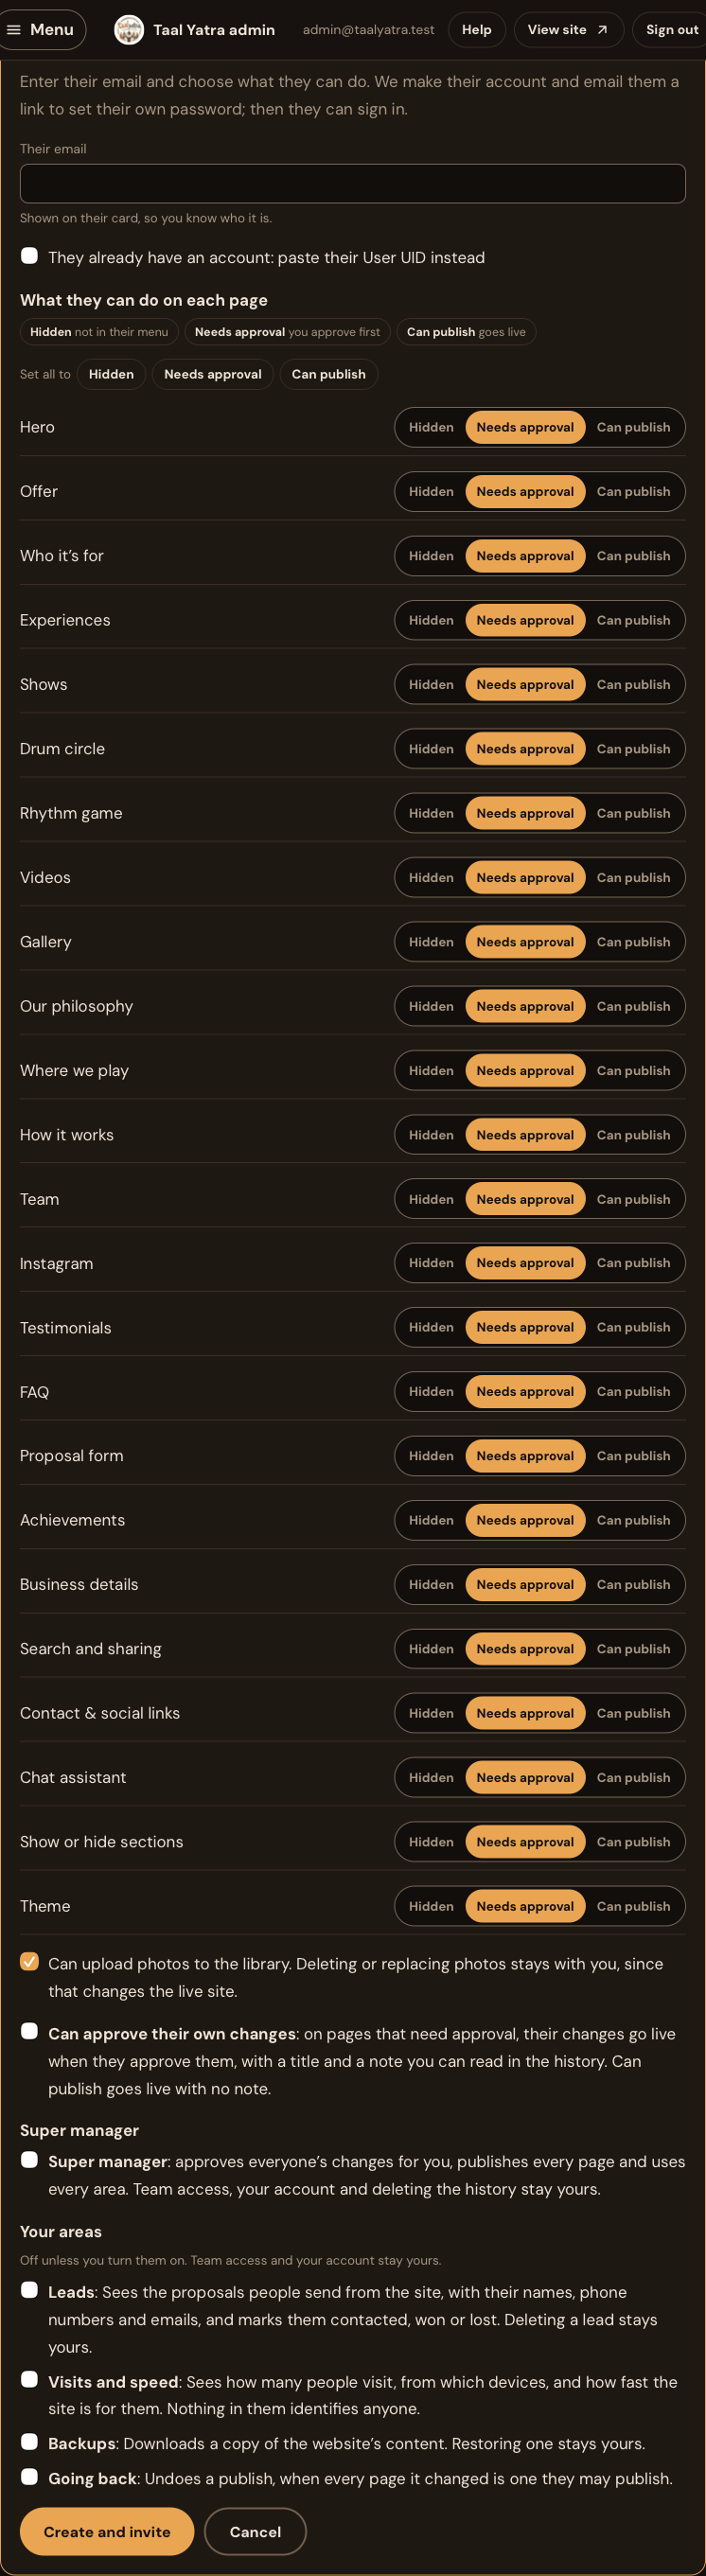 Menu
Taal Yatra admin
admin@taalyatra.test
Help
View site
Sign out
Enter their email and choose what they can do. We make their account and email them a
link to set their own password; then they can sign in.
Their email
Shown on their card, so you know who it is.
They already have an account: paste their User UID instead
What they can do on each page
Hidden not in their menu
Needs approval you approve first
Can publish goes live
Set all to Hidden Needs approval Can publish
Hero Hidden Needs approval Can publish
Offer Hidden Needs approval Can publish
Who it’s for Hidden Needs approval Can publish
Experiences Hidden Needs approval Can publish
Shows Hidden Needs approval Can publish
Drum circle Hidden Needs approval Can publish
Rhythm game Hidden Needs approval Can publish
Videos Hidden Needs approval Can publish
Gallery Hidden Needs approval Can publish
Our philosophy Hidden Needs approval Can publish
Where we play Hidden Needs approval Can publish
How it works Hidden Needs approval Can publish
Team Hidden Needs approval Can publish
Instagram Hidden Needs approval Can publish
Testimonials Hidden Needs approval Can publish
FAQ Hidden Needs approval Can publish
Proposal form Hidden Needs approval Can publish
Achievements Hidden Needs approval Can publish
Business details Hidden Needs approval Can publish
Search and sharing Hidden Needs approval Can publish
Contact & social links Hidden Needs approval Can publish
Chat assistant Hidden Needs approval Can publish
Show or hide sections Hidden Needs approval Can publish
Theme Hidden Needs approval Can publish
Can upload photos to the library. Deleting or replacing photos stays with you, since
that changes the live site.
Can approve their own changes: on pages that need approval, their changes go live
when they approve them, with a title and a note you can read in the history. Can
publish goes live with no note.
Super manager
Super manager: approves everyone’s changes for you, publishes every page and uses
every area. Team access, your account and deleting the history stay yours.
Your areas
Off unless you turn them on. Team access and your account stay yours.
Leads: Sees the proposals people send from the site, with their names, phone
numbers and emails, and marks them contacted, won or lost. Deleting a lead stays
yours.
Visits and speed: Sees how many people visit, from which devices, and how fast the
site is for them. Nothing in them identifies anyone.
Backups: Downloads a copy of the website’s content. Restoring one stays yours.
Going back: Undoes a publish, when every page it changed is one they may publish.
Create and invite
Cancel